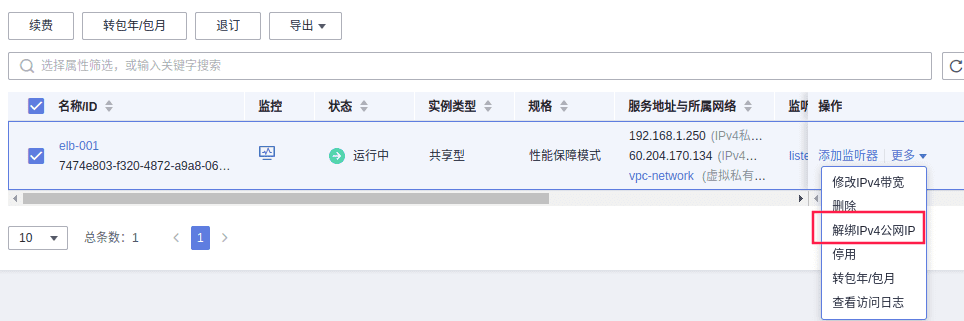 续费 转包年/包月 退订 导出
选择属性筛选，或输入关键字搜索
名称/ID 监控 状态 实例类型 规格 服务地址与所属网络 监听 操作
elb-001
7474e803-f320-4872-a9a8-06...
运行中 共享型 性能保障模式
192.168.1.250 (IPv4私...
60.204.170.134 (IPv4...
vpc-network (虚拟私有...
liste 添加监听器 更多
修改IPv4带宽
删除
解绑IPv4公网IP
停用
转包年/包月
查看访问日志
10 总条数：1 1